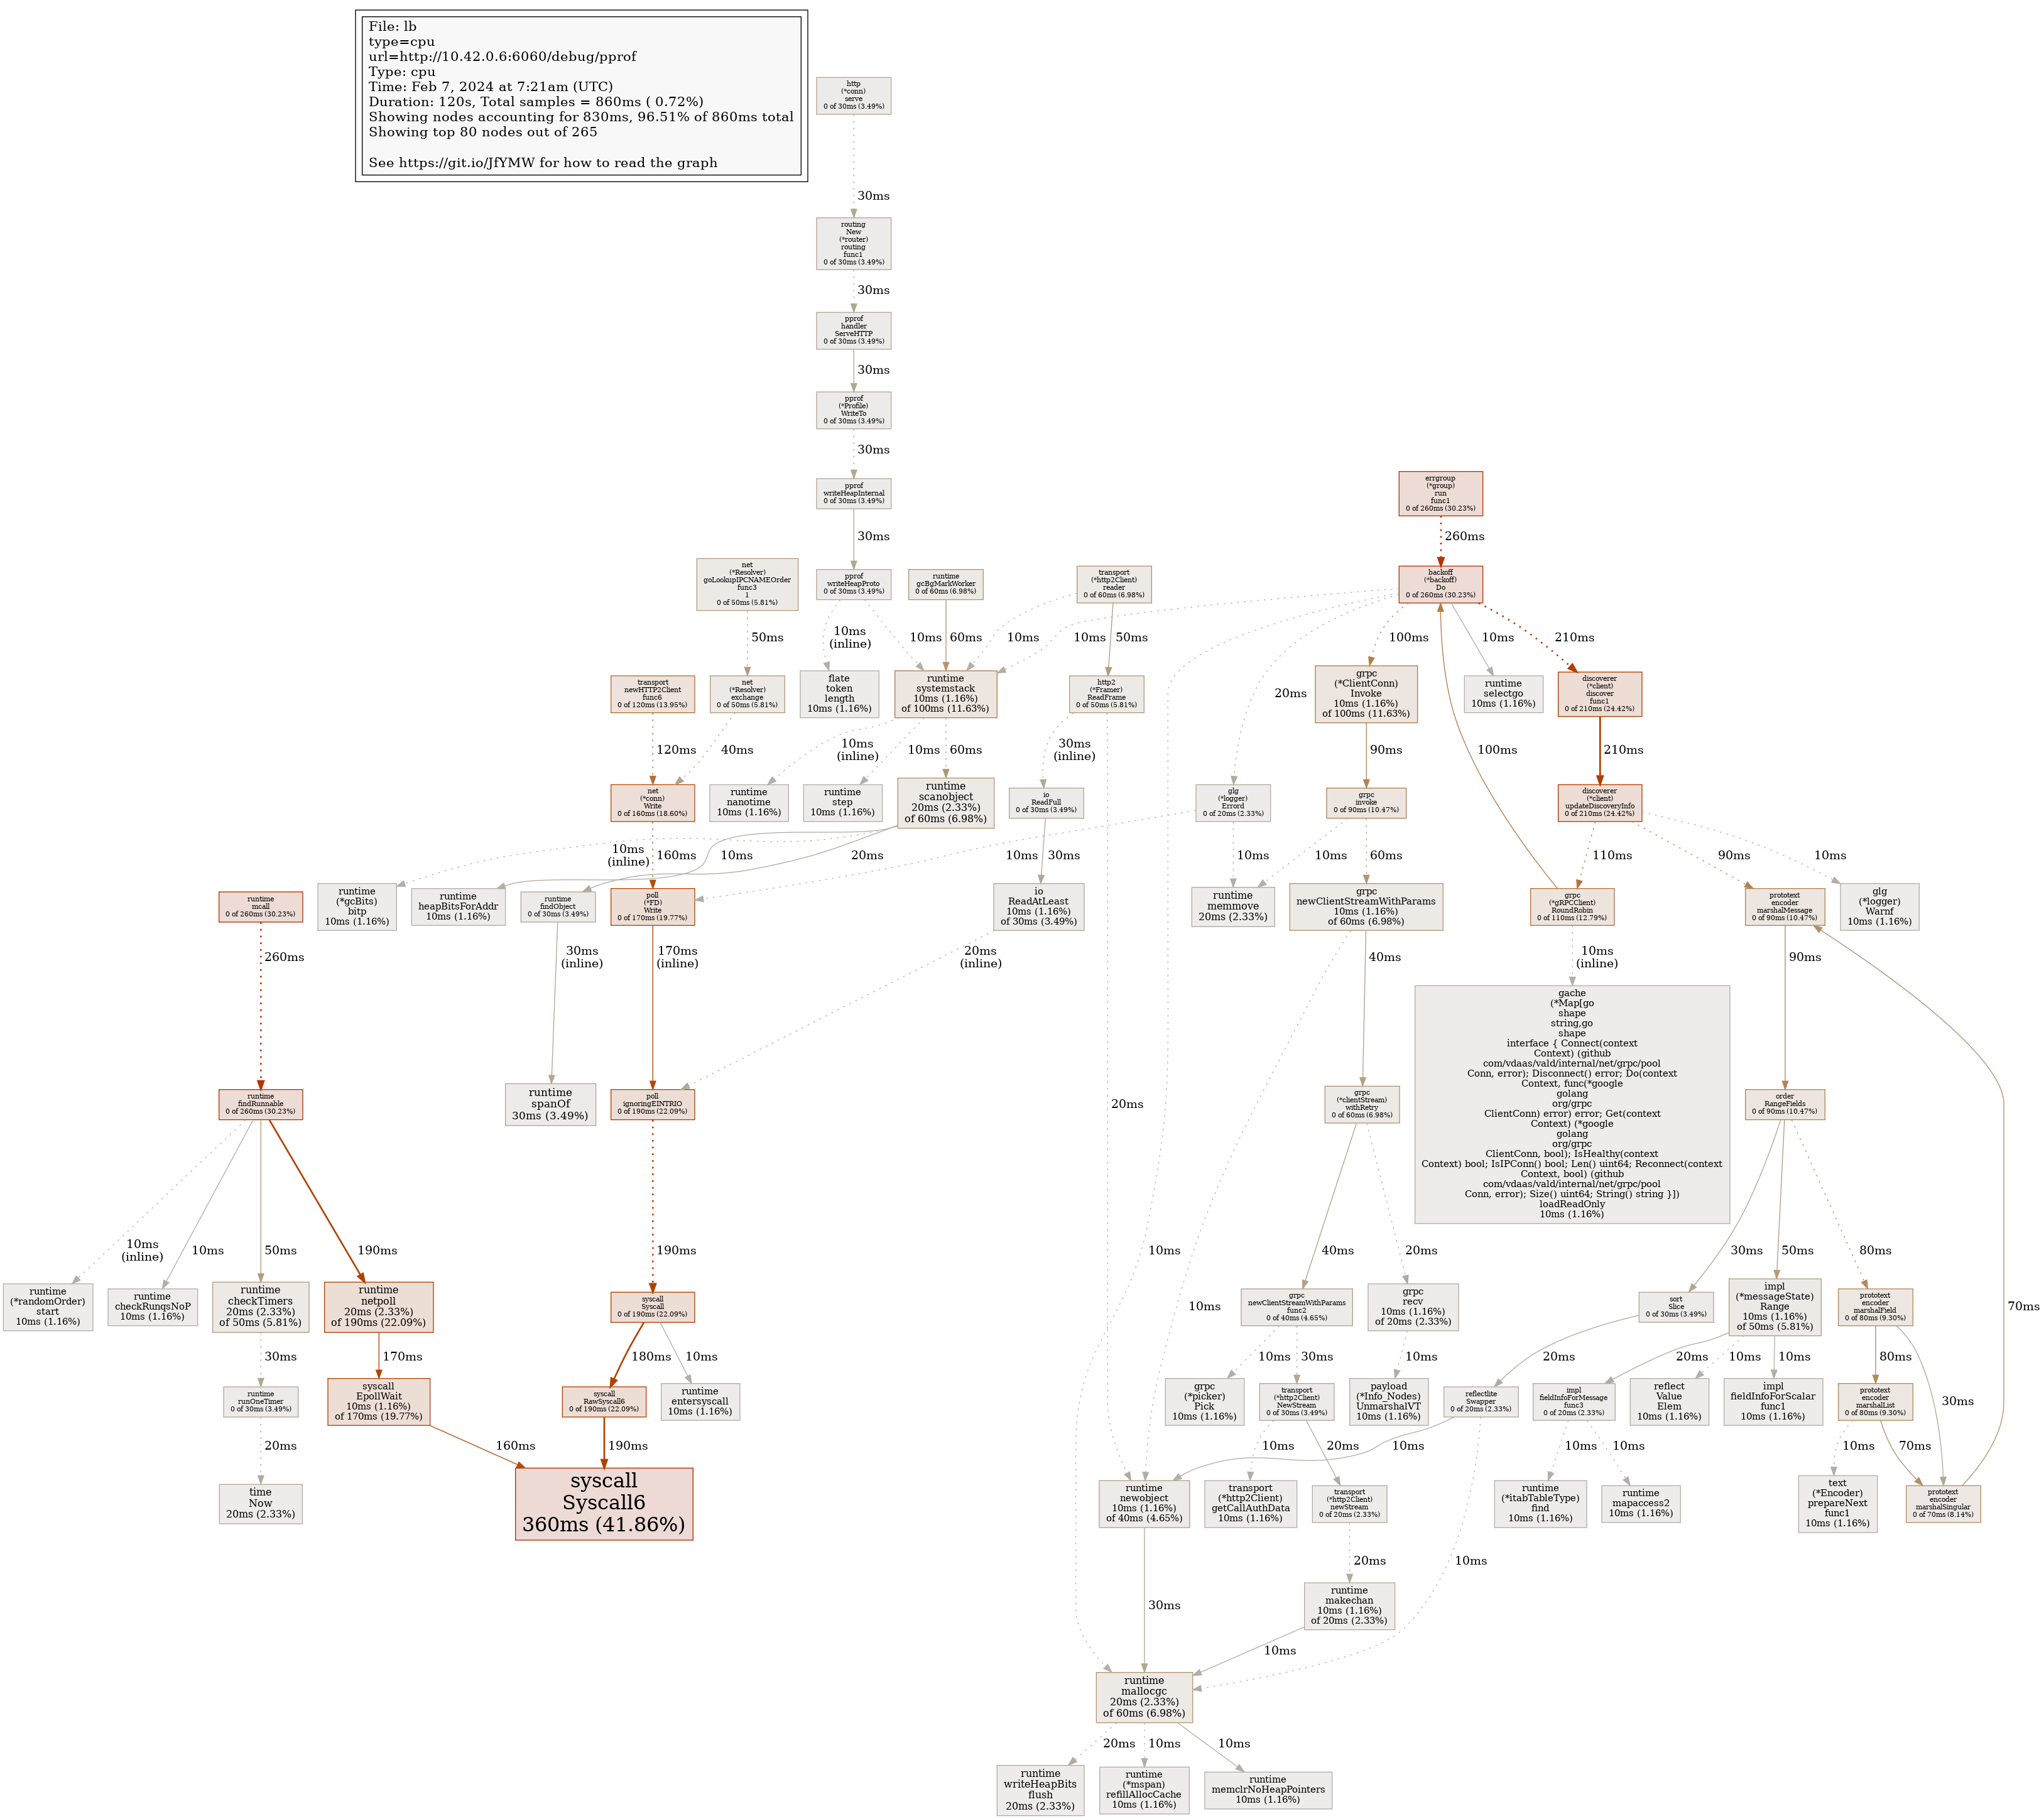 File: lb
type=cpu
url=http://10.42.0.6:6060/debug/pprof
Type: cpu
Time: Feb 7, 2024 at 7:21am (UTC)
Duration: 120s, Total samples = 860ms ( 0.72%)
Showing nodes accounting for 830ms, 96.51% of 860ms total
Showing top 80 nodes out of 265
See https://git.io/JfYMW for how to read the graph
http
(*conn)
serve
0 of 30ms (3.49%)
30ms
routing
New
(*router)
routing
func1
0 of 30ms (3.49%)
30ms
pprof
handler
ServeHTTP
0 of 30ms (3.49%)
30ms
pprof
(*Profile)
WriteTo
0 of 30ms (3.49%)
30ms
pprof
writeHeapInternal
0 of 30ms (3.49%)
30ms
errgroup
(*group)
run
func1
0 of 260ms (30.23%)
260ms
net
(*Resolver)
goLookupIPCNAMEOrder
func3
1
0 of 50ms (5.81%)
50ms
pprof
writeHeapProto
0 of 30ms (3.49%)
10ms
(inline)
10ms
runtime
gcBgMarkWorker
0 of 60ms (6.98%)
60ms
transport
(*http2Client)
reader
0 of 60ms (6.98%)
10ms
50ms
backoff
(*backoff)
Do
0 of 260ms (30.23%)
10ms
20ms
10ms
100ms
10ms
210ms
transport
newHTTP2Client
func6
0 of 120ms (13.95%)
120ms
net
(*Resolver)
exchange
0 of 50ms (5.81%)
40ms
flate
token
length
10ms (1.16%)
runtime
systemstack
10ms (1.16%)
of 100ms (11.63%)
10ms
(inline)
10ms
60ms
http2
(*Framer)
ReadFrame
0 of 50ms (5.81%)
30ms
(inline)
20ms
grpc
(*ClientConn)
Invoke
10ms (1.16%)
of 100ms (11.63%)
90ms
runtime
selectgo
10ms (1.16%)
discoverer
(*client)
discover
func1
0 of 210ms (24.42%)
210ms
100ms
net
(*conn)
Write
0 of 160ms (18.60%)
160ms
runtime
nanotime
10ms (1.16%)
runtime
step
10ms (1.16%)
runtime
scanobject
20ms (2.33%)
of 60ms (6.98%)
10ms
(inline)
10ms
20ms
io
ReadFull
0 of 30ms (3.49%)
30ms
glg
(*logger)
Errord
0 of 20ms (2.33%)
10ms
10ms
grpc
invoke
0 of 90ms (10.47%)
10ms
60ms
discoverer
(*client)
updateDiscoveryInfo
0 of 210ms (24.42%)
110ms
90ms
10ms
runtime
mcall
0 of 260ms (30.23%)
260ms
runtime
(*gcBits)
bitp
10ms (1.16%)
runtime
heapBitsForAddr
10ms (1.16%)
runtime
findObject
0 of 30ms (3.49%)
30ms
(inline)
poll
(*FD)
Write
0 of 170ms (19.77%)
170ms
(inline)
io
ReadAtLeast
10ms (1.16%)
of 30ms (3.49%)
20ms
(inline)
runtime
memmove
20ms (2.33%)
grpc
newClientStreamWithParams
10ms (1.16%)
of 60ms (6.98%)
10ms
40ms
grpc
(*gRPCClient)
RoundRobin
0 of 110ms (12.79%)
10ms
(inline)
prototext
encoder
marshalMessage
0 of 90ms (10.47%)
90ms
glg
(*logger)
Warnf
10ms (1.16%)
gache
(*Map[go
shape
string,go
shape
interface { Connect(context
Context) (github
com/vdaas/vald/internal/net/grpc/pool
Conn, error); Disconnect() error; Do(context
Context, func(*google
golang
org/grpc
ClientConn) error) error; Get(context
Context) (*google
golang
org/grpc
ClientConn, bool); IsHealthy(context
Context) bool; IsIPConn() bool; Len() uint64; Reconnect(context
Context, bool) (github
com/vdaas/vald/internal/net/grpc/pool
Conn, error); Size() uint64; String() string }])
loadReadOnly
10ms (1.16%)
runtime
findRunnable
0 of 260ms (30.23%)
10ms
(inline)
10ms
50ms
190ms
runtime
spanOf
30ms (3.49%)
poll
ignoringEINTRIO
0 of 190ms (22.09%)
190ms
20ms
grpc
(*clientStream)
withRetry
0 of 60ms (6.98%)
40ms
20ms
order
RangeFields
0 of 90ms (10.47%)
30ms
50ms
80ms
70ms
runtime
(*randomOrder)
start
10ms (1.16%)
runtime
checkRunqsNoP
10ms (1.16%)
runtime
checkTimers
20ms (2.33%)
of 50ms (5.81%)
30ms
runtime
netpoll
20ms (2.33%)
of 190ms (22.09%)
170ms
syscall
Syscall
0 of 190ms (22.09%)
180ms
10ms
10ms
grpc
newClientStreamWithParams
func2
0 of 40ms (4.65%)
10ms
30ms
grpc
recv
10ms (1.16%)
of 20ms (2.33%)
10ms
sort
Slice
0 of 30ms (3.49%)
20ms
impl
(*messageState)
Range
10ms (1.16%)
of 50ms (5.81%)
20ms
10ms
10ms
prototext
encoder
marshalField
0 of 80ms (9.30%)
80ms
30ms
runtime
runOneTimer
0 of 30ms (3.49%)
20ms
syscall
EpollWait
10ms (1.16%)
of 170ms (19.77%)
160ms
syscall
RawSyscall6
0 of 190ms (22.09%)
190ms
runtime
entersyscall
10ms (1.16%)
grpc
(*picker)
Pick
10ms (1.16%)
transport
(*http2Client)
NewStream
0 of 30ms (3.49%)
10ms
20ms
payload
(*Info_Nodes)
UnmarshalVT
10ms (1.16%)
reflectlite
Swapper
0 of 20ms (2.33%)
10ms
10ms
impl
fieldInfoForMessage
func3
0 of 20ms (2.33%)
10ms
10ms
reflect
Value
Elem
10ms (1.16%)
impl
fieldInfoForScalar
func1
10ms (1.16%)
prototext
encoder
marshalList
0 of 80ms (9.30%)
10ms
70ms
time
Now
20ms (2.33%)
syscall
Syscall6
360ms (41.86%)
runtime
newobject
10ms (1.16%)
of 40ms (4.65%)
30ms
transport
(*http2Client)
getCallAuthData
10ms (1.16%)
transport
(*http2Client)
newStream
0 of 20ms (2.33%)
20ms
runtime
(*itabTableType)
find
10ms (1.16%)
runtime
mapaccess2
10ms (1.16%)
text
(*Encoder)
prepareNext
func1
10ms (1.16%)
prototext
encoder
marshalSingular
0 of 70ms (8.14%)
runtime
makechan
10ms (1.16%)
of 20ms (2.33%)
10ms
runtime
mallocgc
20ms (2.33%)
of 60ms (6.98%)
20ms
10ms
10ms
runtime
writeHeapBits
flush
20ms (2.33%)
runtime
(*mspan)
refillAllocCache
10ms (1.16%)
runtime
memclrNoHeapPointers
10ms (1.16%)